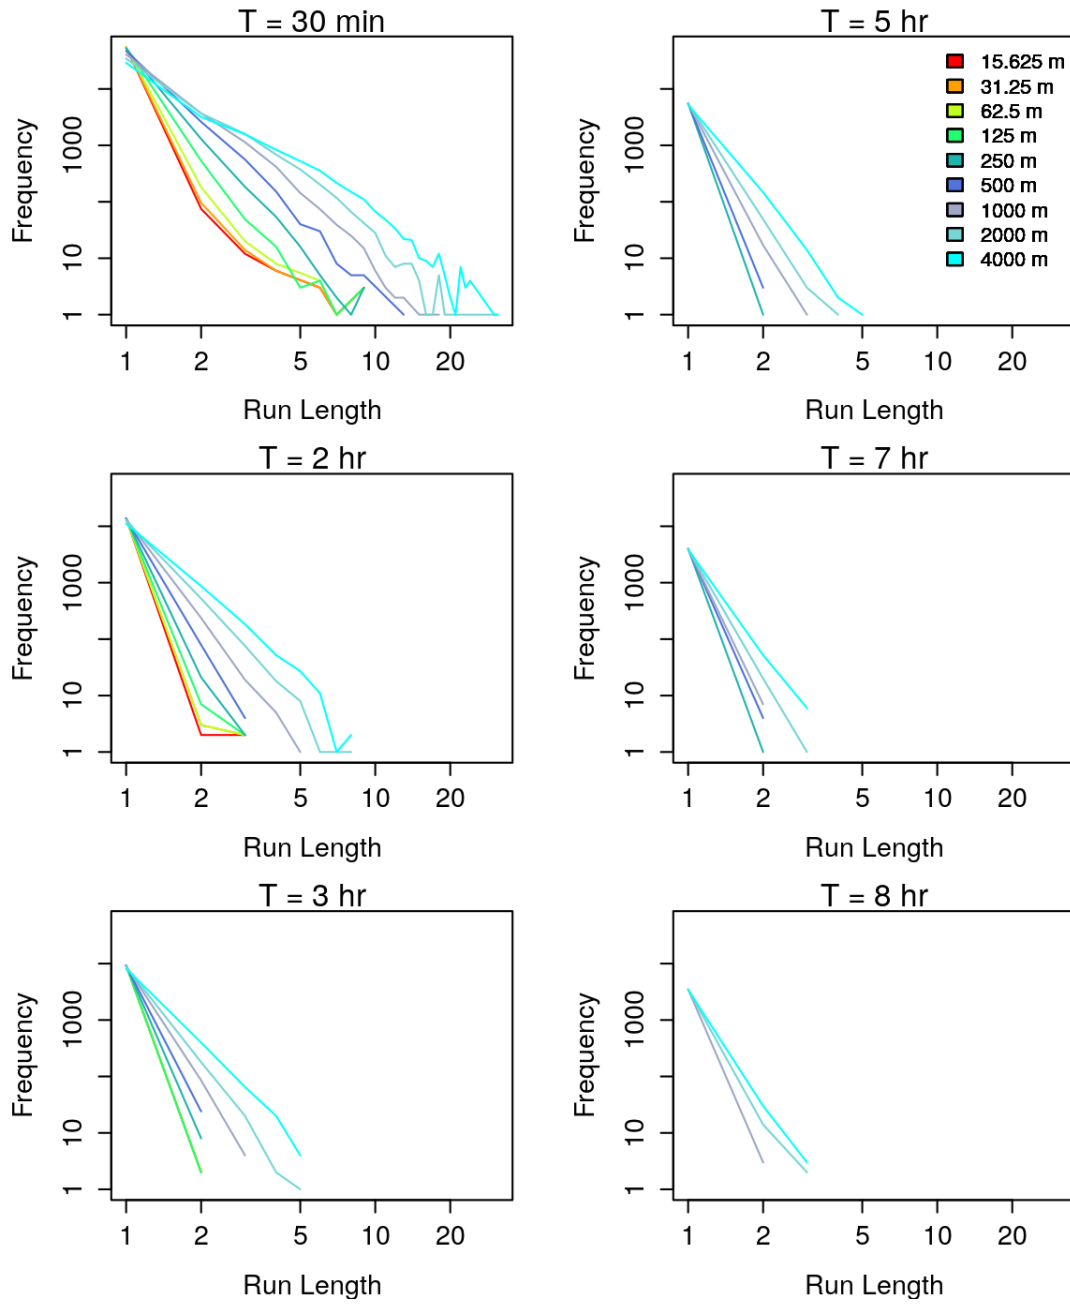 T = 30 min
Frequency
1000
10
1
1
2
5
10
20
Run Length
T = 5 hr
Frequency
1000
10
1
1
2
5
10
20
Run Length
15.625 m
31.25 m
62.5 m
125 m
250 m
500 m
1000 m
2000 m
4000 m
T = 2 hr
Frequency
1000
10
1
1
2
5
10
20
Run Length
T = 7 hr
Frequency
1000
10
1
1
2
5
10
20
Run Length
T = 3 hr
Frequency
1000
10
1
1
2
5
10
20
Run Length
T = 8 hr
Frequency
1000
10
1
1
2
5
10
20
Run Length